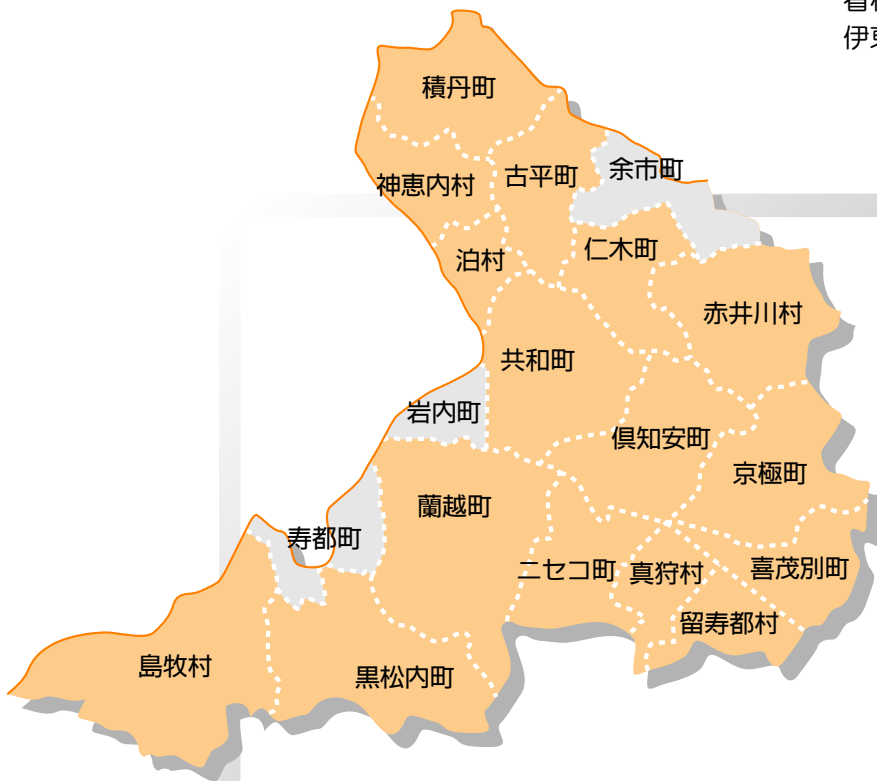 積丹町
神恵内村
古平町
余市町
泊村
仁木町
赤井川村
共和町
岩内町
倶知安町
京極町
蘭越町
寿都町
ニセコ町
真狩村
喜茂別町
留寿都村
島牧村
黒松内町